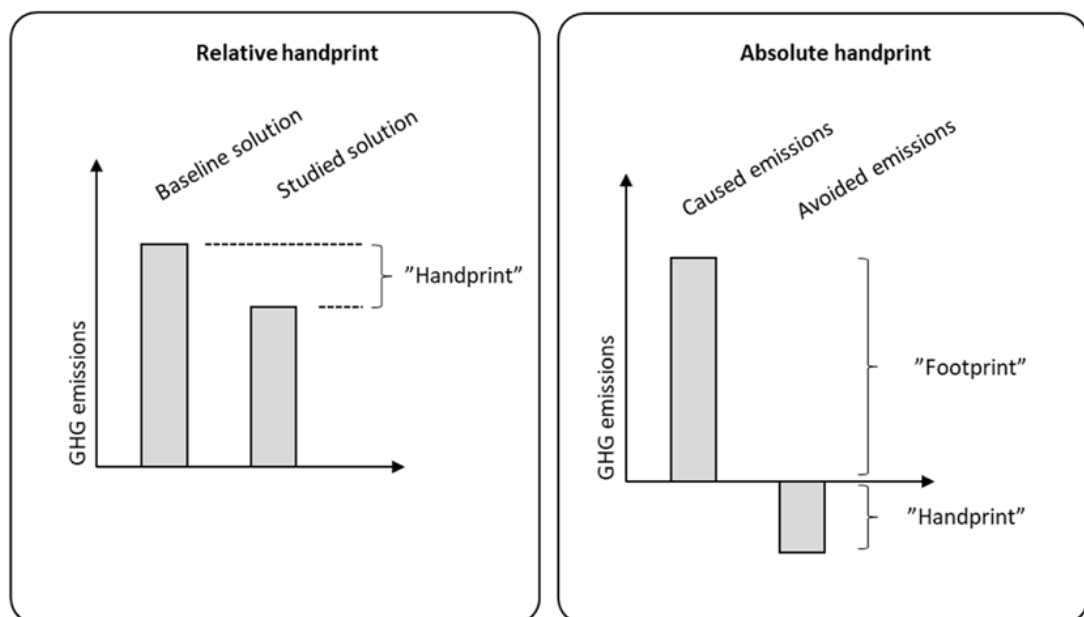 Relative handprint
Baseline solution
Studied solution
”Handprint”
GHG emissions
Absolute handprint
Caused emissions
Avoided emissions
”Footprint”
GHG emissions
”Handprint”